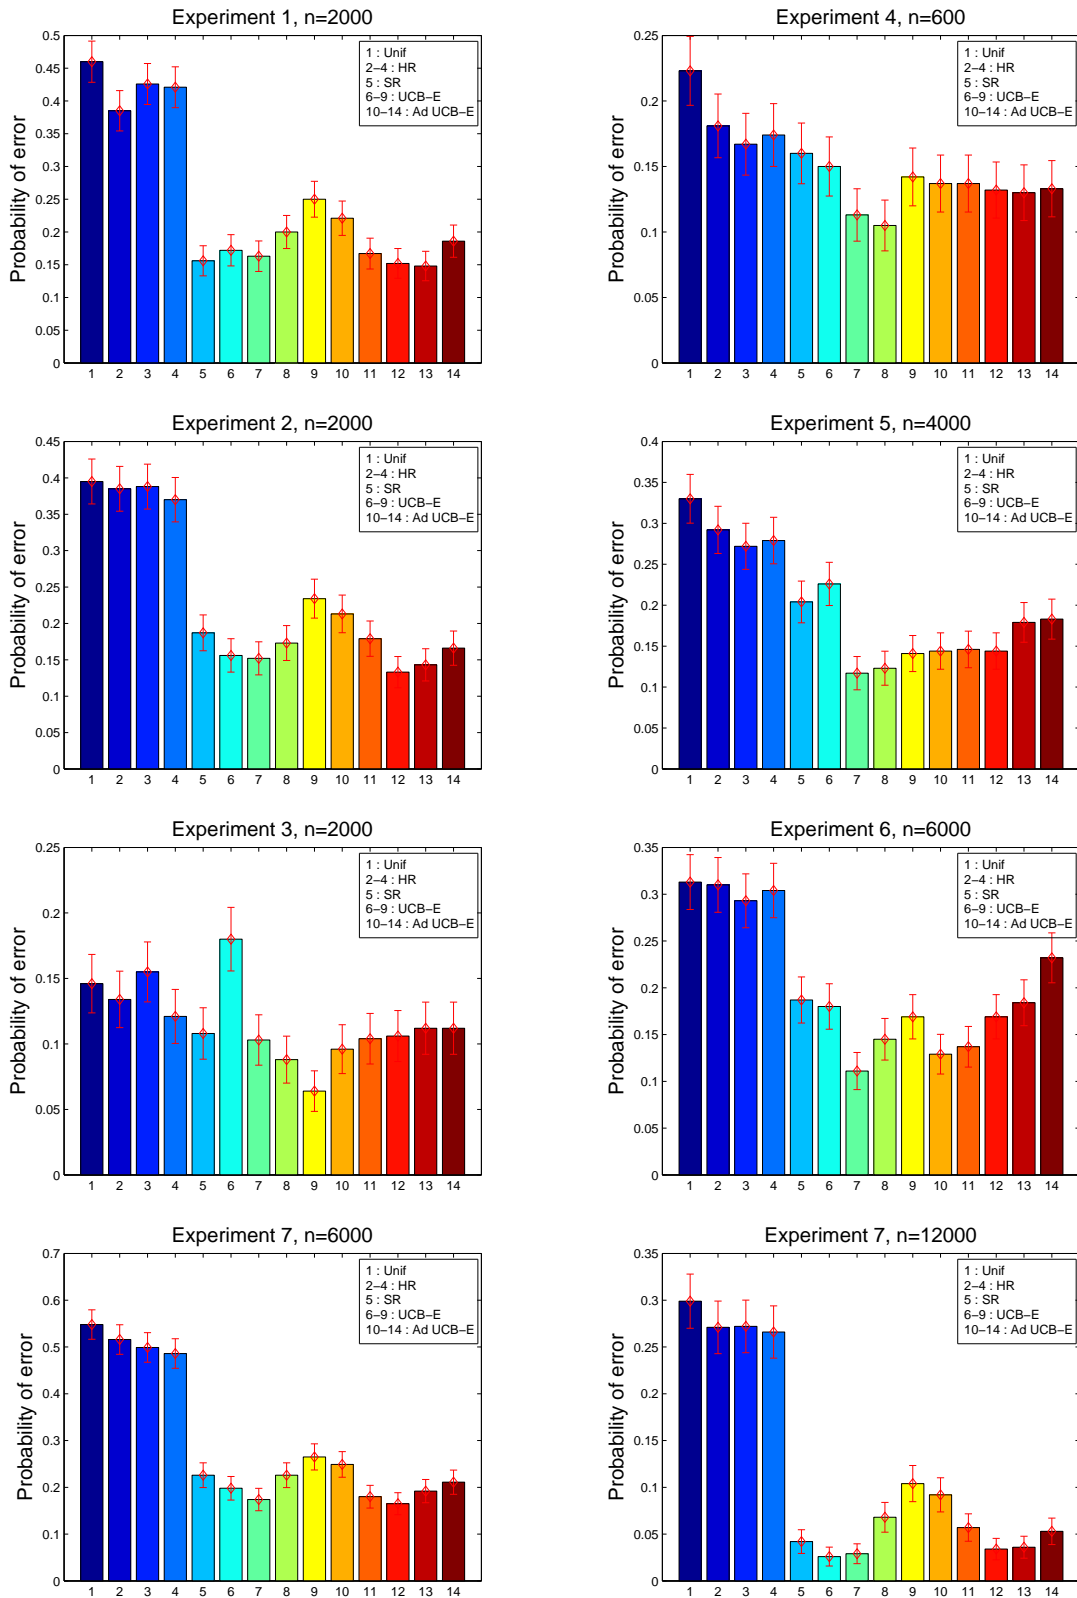 Experiment 1, n=2000
Probability of error
0.5
0.45
0.4
0.35
0.3
0.25
0.2
0.15
0.1
0.05
0
1 2 3 4 5 6 7 8 9 10 11 12 13 14
1 : Unif
2−4 : HR
5 : SR
6−9 : UCB−E
10−14 : Ad UCB−E
Experiment 4, n=600
Probability of error
0.25
0.2
0.15
0.1
0.05
0
1 2 3 4 5 6 7 8 9 10 11 12 13 14
1 : Unif
2−4 : HR
5 : SR
6−9 : UCB−E
10−14 : Ad UCB−E
Experiment 2, n=2000
Probability of error
0.45
0.4
0.35
0.3
0.25
0.2
0.15
0.1
0.05
0
1 2 3 4 5 6 7 8 9 10 11 12 13 14
1 : Unif
2−4 : HR
5 : SR
6−9 : UCB−E
10−14 : Ad UCB−E
Experiment 5, n=4000
Probability of error
0.4
0.35
0.3
0.25
0.2
0.15
0.1
0.05
0
1 2 3 4 5 6 7 8 9 10 11 12 13 14
1 : Unif
2−4 : HR
5 : SR
6−9 : UCB−E
10−14 : Ad UCB−E
Experiment 3, n=2000
Probability of error
0.25
0.2
0.15
0.1
0.05
0
1 2 3 4 5 6 7 8 9 10 11 12 13 14
1 : Unif
2−4 : HR
5 : SR
6−9 : UCB−E
10−14 : Ad UCB−E
Experiment 6, n=6000
Probability of error
0.35
0.3
0.25
0.2
0.15
0.1
0.05
0
1 2 3 4 5 6 7 8 9 10 11 12 13 14
1 : Unif
2−4 : HR
5 : SR
6−9 : UCB−E
10−14 : Ad UCB−E
Experiment 7, n=6000
Probability of error
0.7
0.6
0.5
0.4
0.3
0.2
0.1
0
1 2 3 4 5 6 7 8 9 10 11 12 13 14
1 : Unif
2−4 : HR
5 : SR
6−9 : UCB−E
10−14 : Ad UCB−E
Experiment 7, n=12000
Probability of error
0.35
0.3
0.25
0.2
0.15
0.1
0.05
0
1 2 3 4 5 6 7 8 9 10 11 12 13 14
1 : Unif
2−4 : HR
5 : SR
6−9 : UCB−E
10−14 : Ad UCB−E